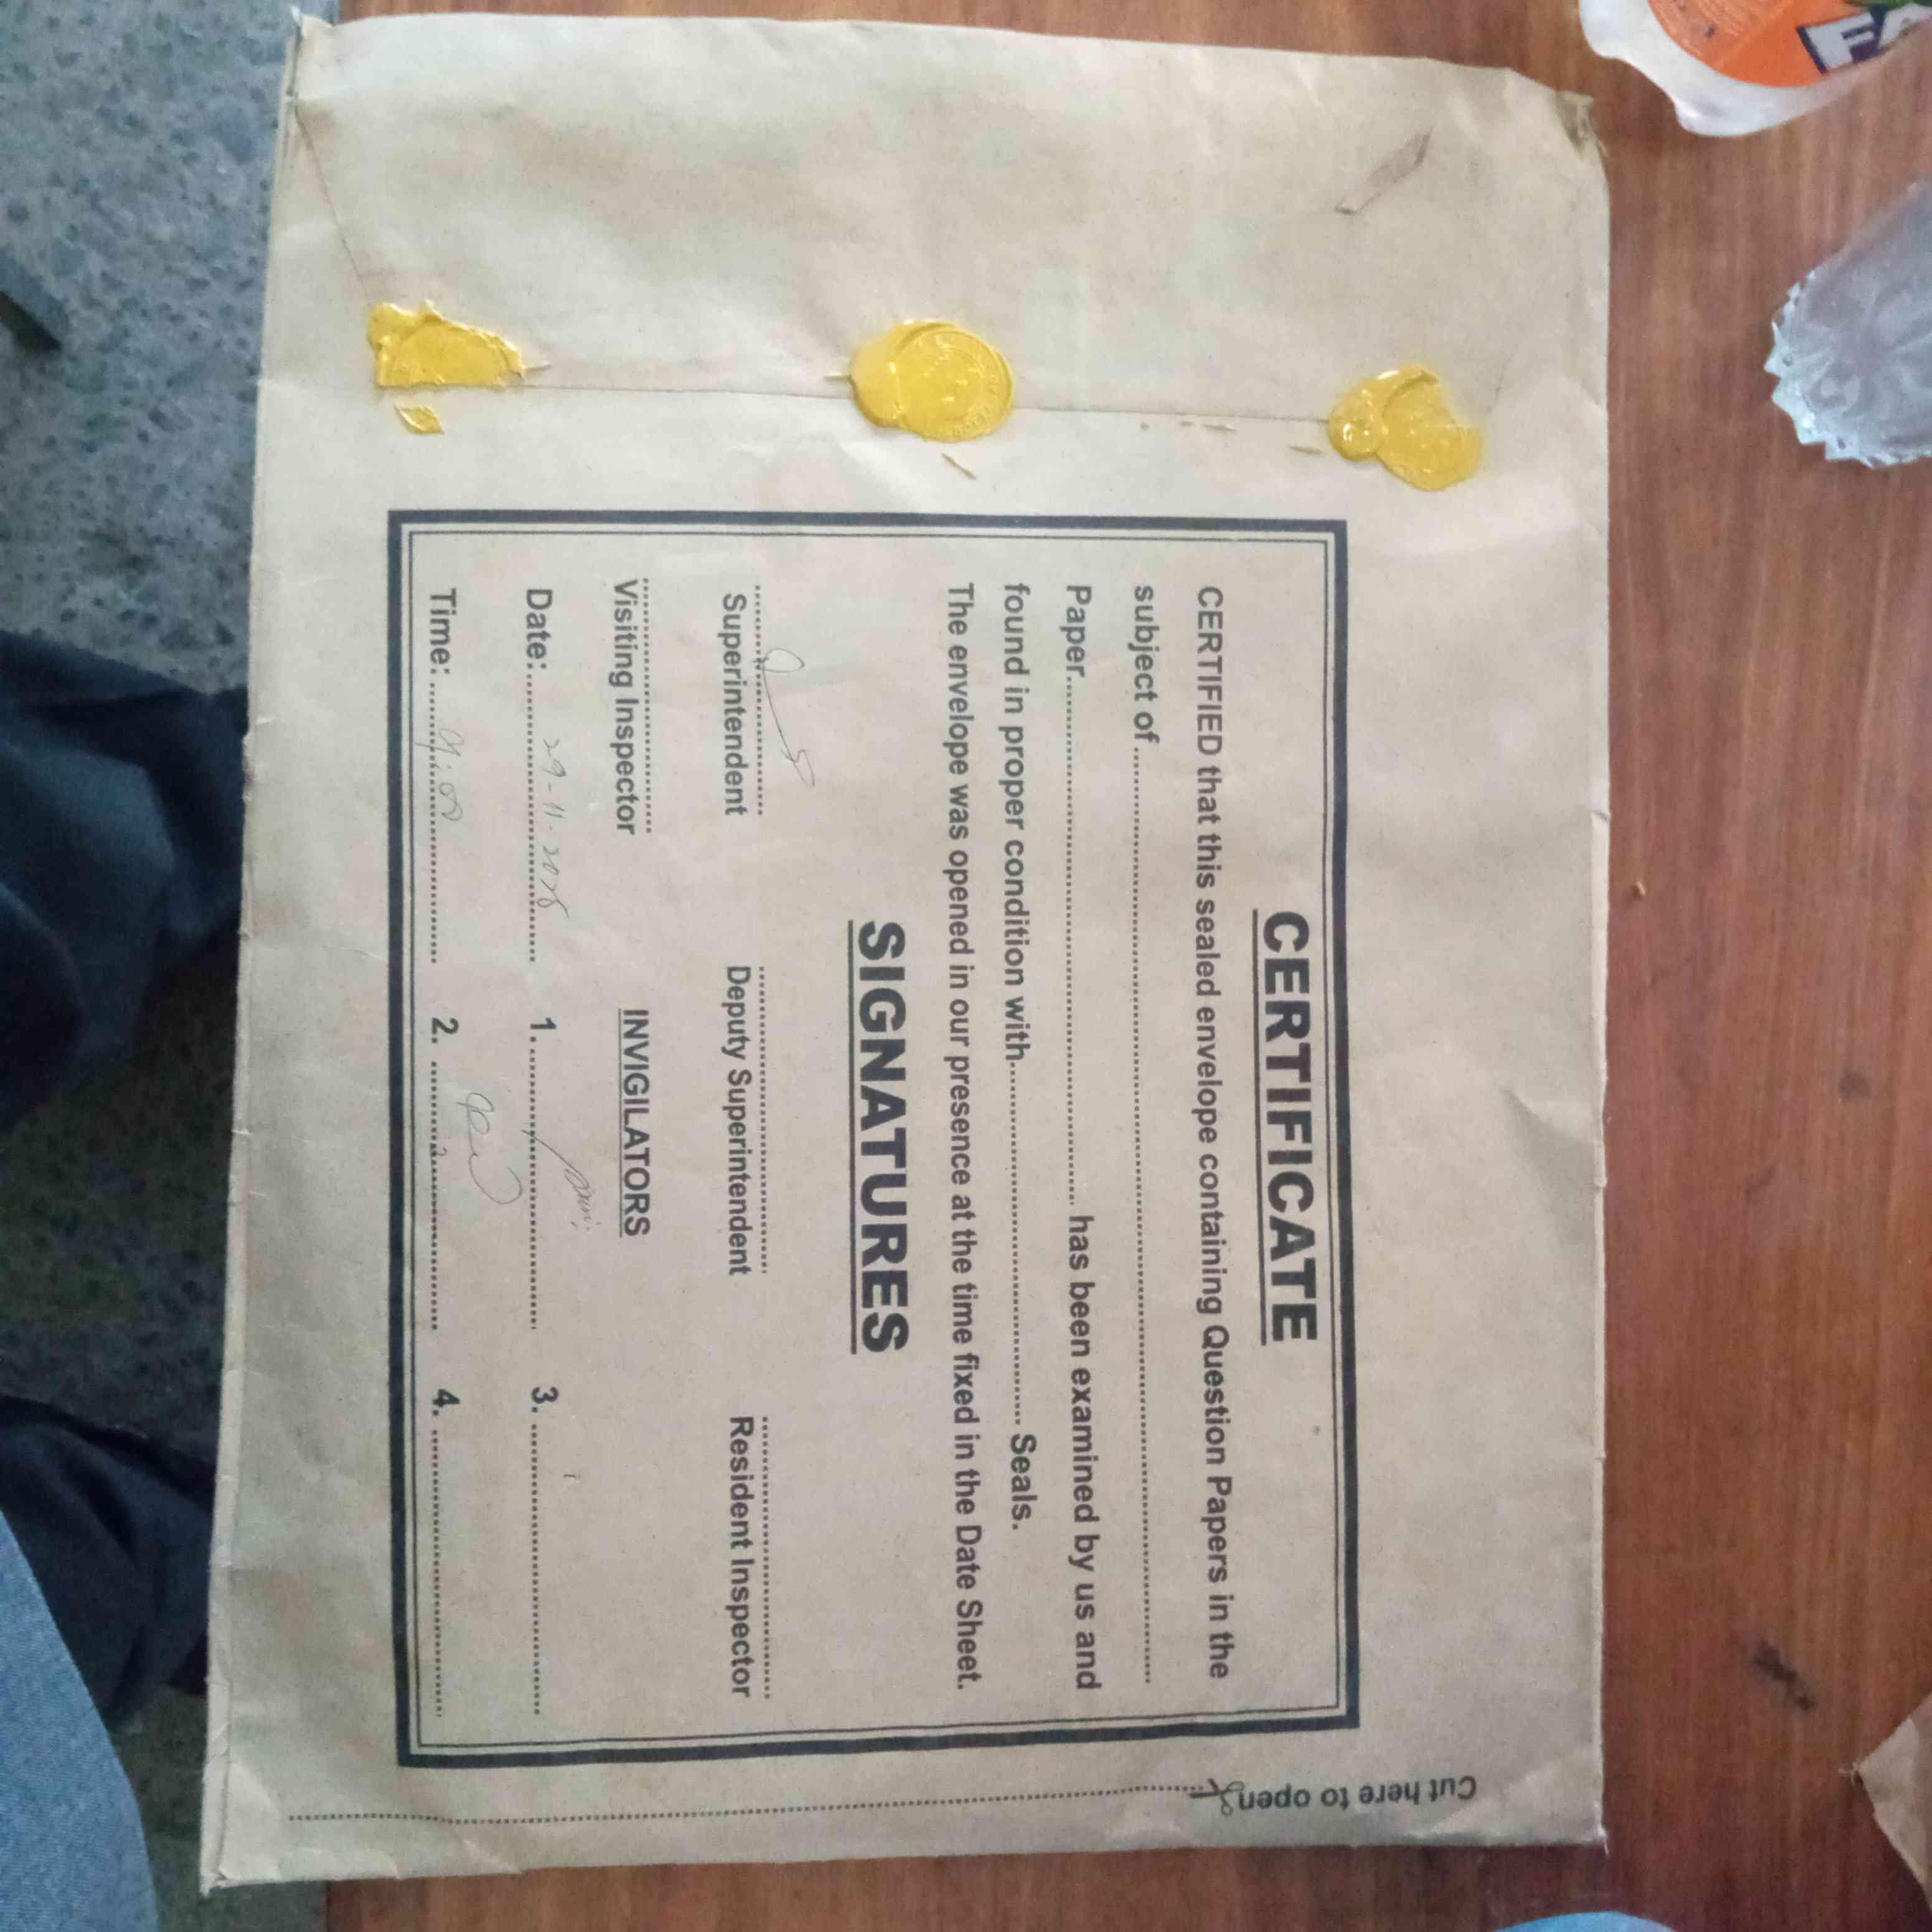 CERTIFICATE
CERTIFIED that this sealed envelope containing Question Papers in the
subject of ........................................
Paper........................................ has been examined by us and
found in proper condition with........................................ Seals.
The envelope was opened in our presence at the time fixed in the Date Sheet.
SIGNATURES
Superintendent Deputy Superintendent Resident Inspector
Visiting Inspector
INVIGILATORS
Date: 29-11- 1. 3.
Time: 2. 4.
Cut here to open